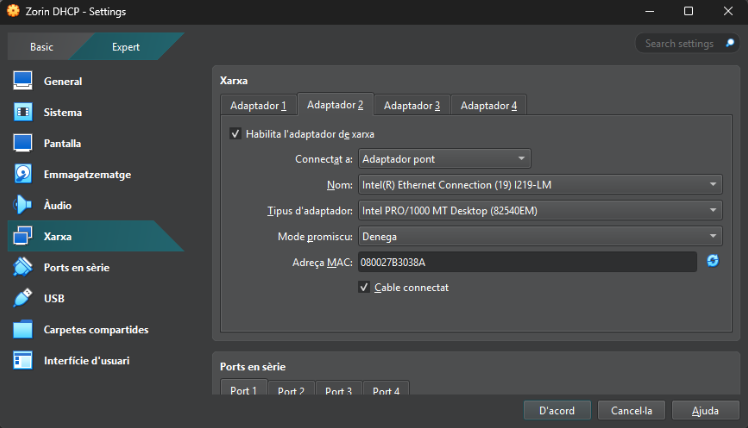 Zorin DHCP - Settings
Basic
Expert
Search settings
General
Sistema
Pantalla
Emmagatzematge
Àudio
Xarxa
Ports en sèrie
USB
Carpetes compartides
Interfície d'usuari
Xarxa
Adaptador 1
Adaptador 2
Adaptador 3
Adaptador 4
Habilita l'adaptador de xarxa
Connectat a: Adaptador pont
Nom: Intel(R) Ethernet Connection (19) I219-LM
Tipus d'adaptador: Intel PRO/1000 MT Desktop (82540EM)
Mode promiscu: Denega
Adreça MAC: 080027B3038A
Cable connectat
Ports en sèrie
Port 1
Port 2
Port 3
Port 4
D'acord
Cancel·la
Ajuda